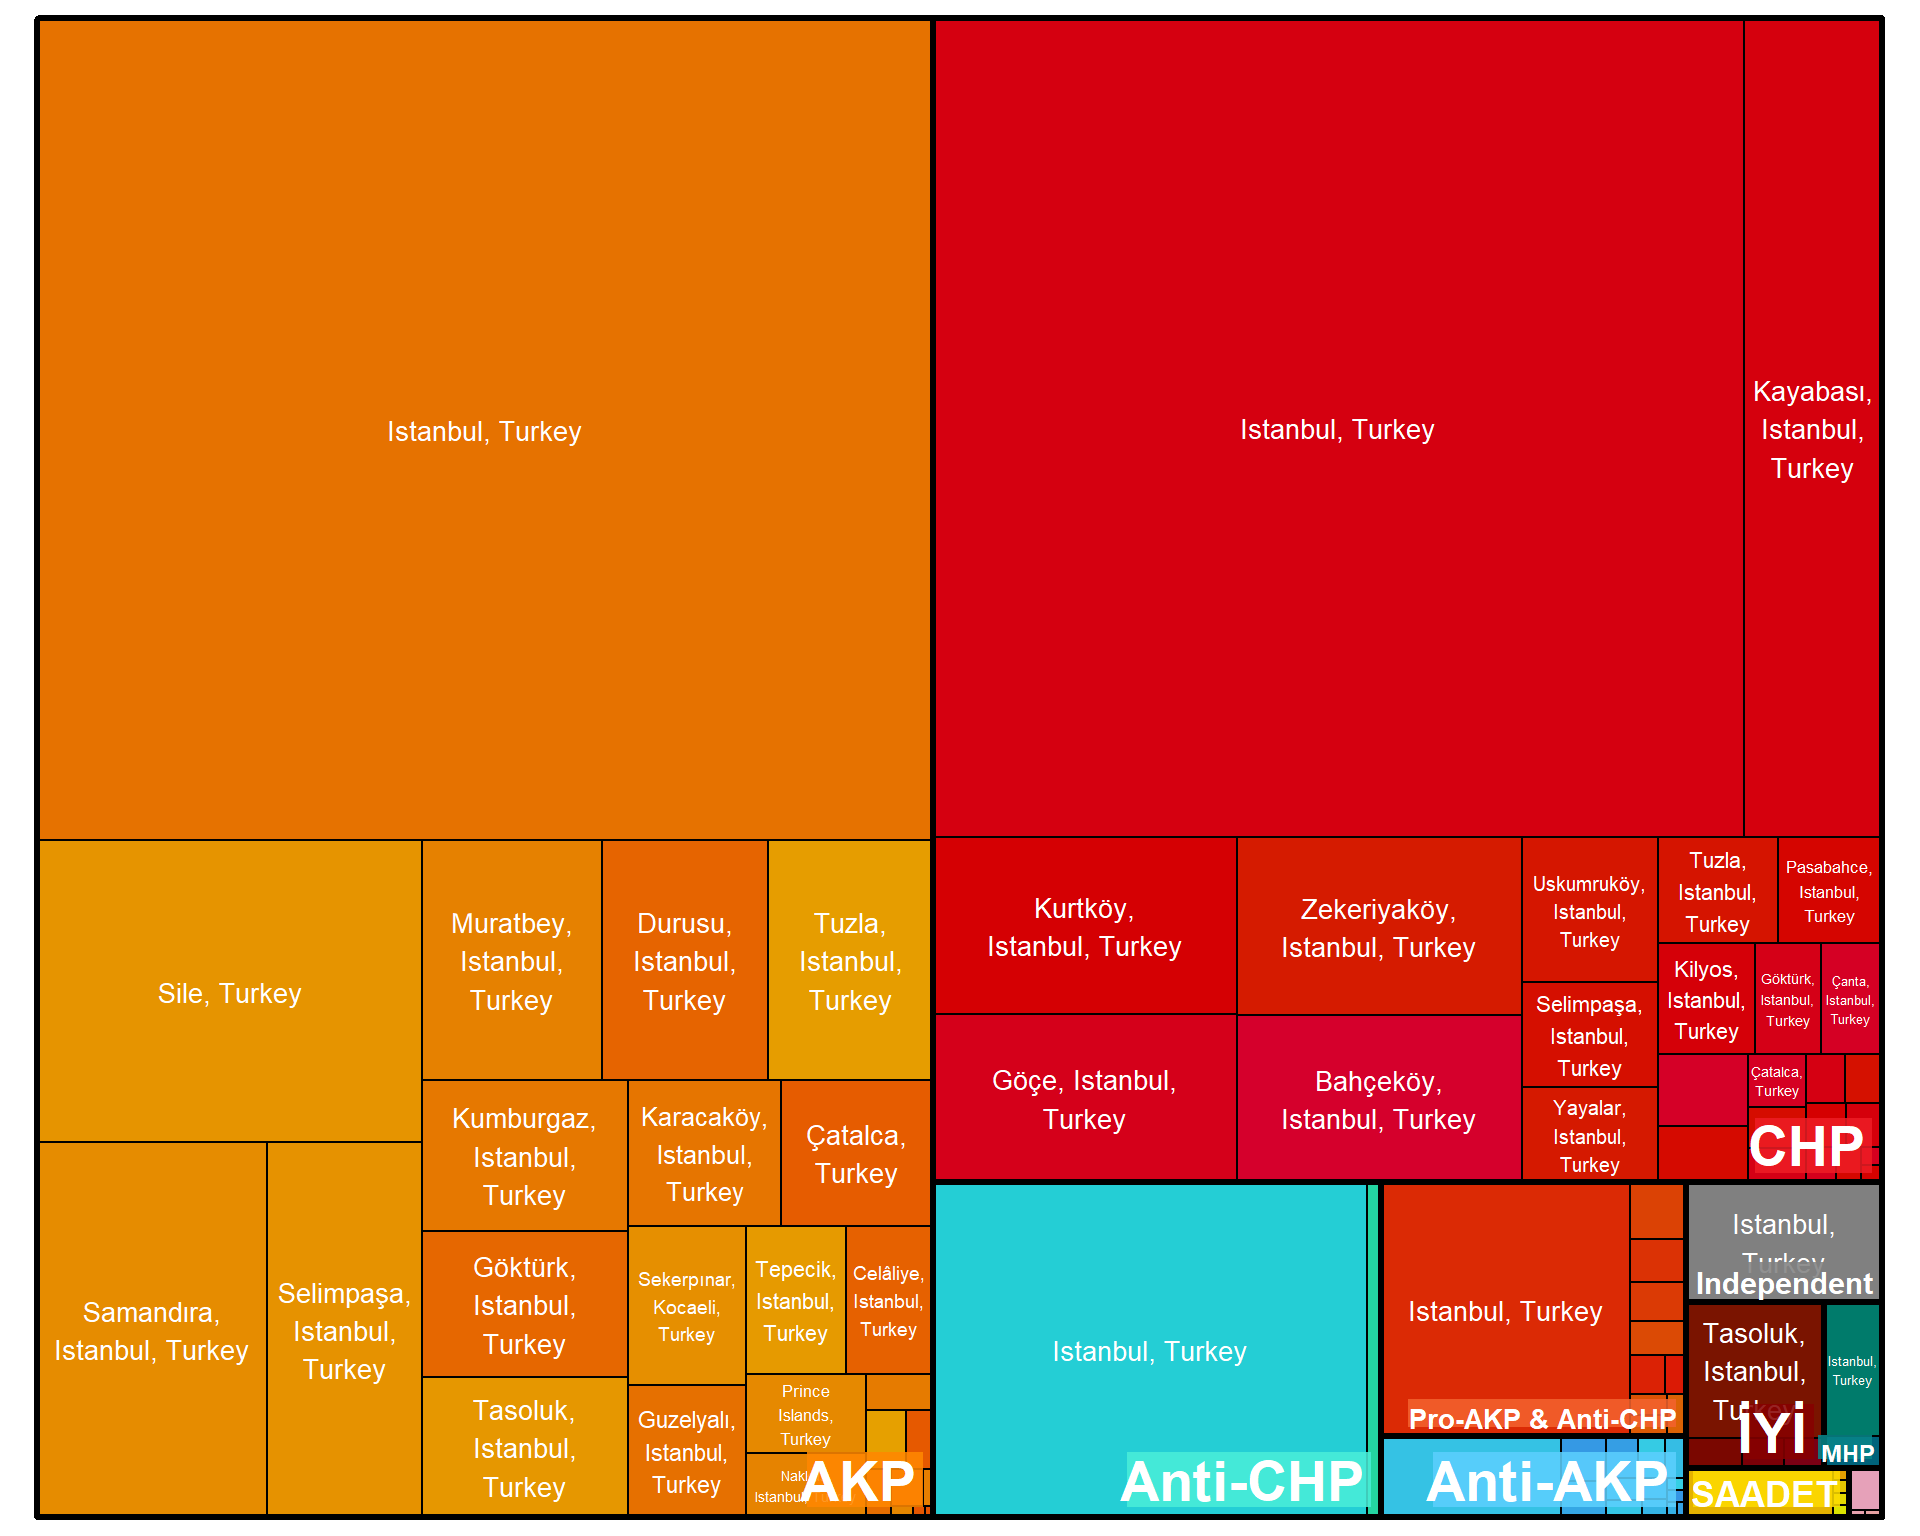 Istanbul, Turkey
Sile, Turkey
Muratbey,
Istanbul,
Turkey
Durusu,
Istanbul,
Turkey
Tuzla,
Istanbul,
Turkey
Samandıra,
Istanbul, Turkey
Selimpaşa,
Istanbul,
Turkey
Kumburgaz,
Istanbul,
Turkey
Karacaköy,
Istanbul,
Turkey
Çatalca,
Turkey
Göktürk,
Istanbul,
Turkey
Tasoluk,
Istanbul,
Turkey
Sekerpınar,
Kocaeli,
Turkey
Tepecik,
Istanbul,
Turkey
Celâliye,
Istanbul,
Turkey
Guzelyalı,
Istanbul,
Turkey
Prince
Islands,
Turkey
Istanbul,
AKP
Istanbul, Turkey
Kayabası,
Istanbul,
Turkey
Kurtköy,
Istanbul, Turkey
Zekeriyaköy,
Istanbul, Turkey
Göçe, Istanbul,
Turkey
Bahçeköy,
Istanbul, Turkey
Uskumruköy,
Istanbul,
Turkey
Selimpaşa,
Istanbul,
Turkey
Yayalar,
Istanbul,
Turkey
Tuzla,
Istanbul,
Turkey
Pasabahce,
Istanbul,
Turkey
Kilyos,
Istanbul,
Turkey
Göktürk,
Istanbul,
Turkey
Çanta,
Istanbul,
Turkey
Çatalca,
Turkey
CHP
Istanbul, Turkey
Anti-CHP
Istanbul, Turkey
Pro-AKP & Anti-CHP
Anti-AKP
Istanbul,
Turkey
Independent
Tasoluk,
Istanbul,
Turkey
İYİ
Istanbul,
Turkey
MHP
SAADET